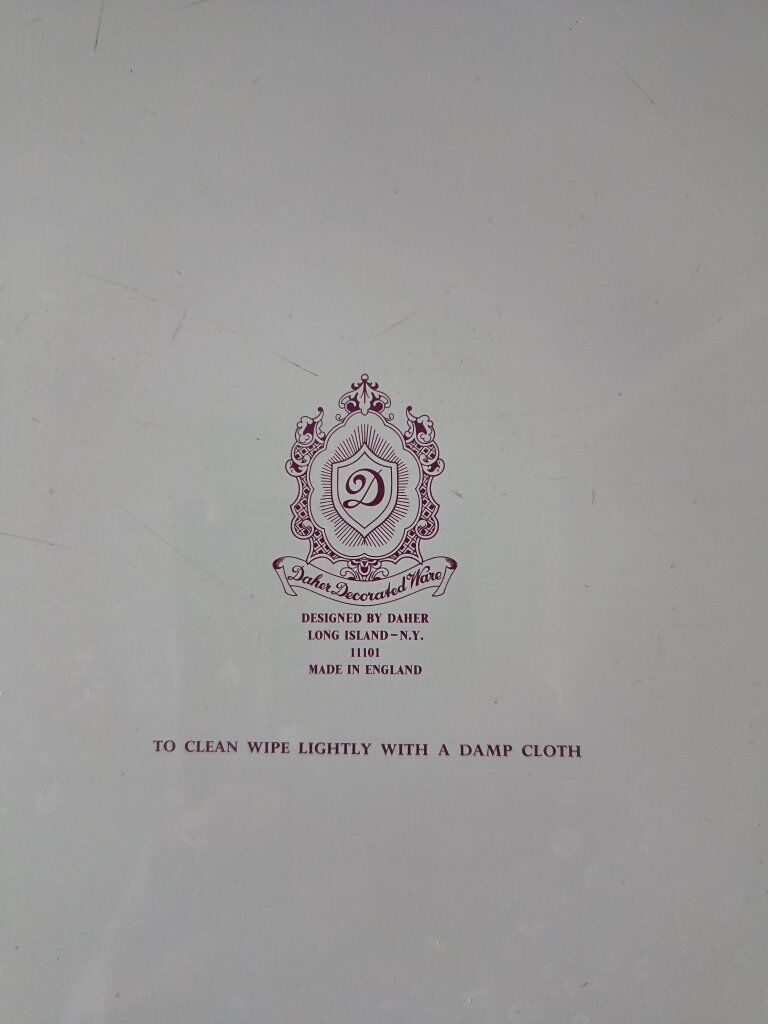 D
Daher Decorated Ware
DESIGNED BY DAHER
LONG ISLAND-N.Y.
11101
MADE IN ENGLAND
TO CLEAN WIPE LIGHTLY WITH A DAMP CLOTH